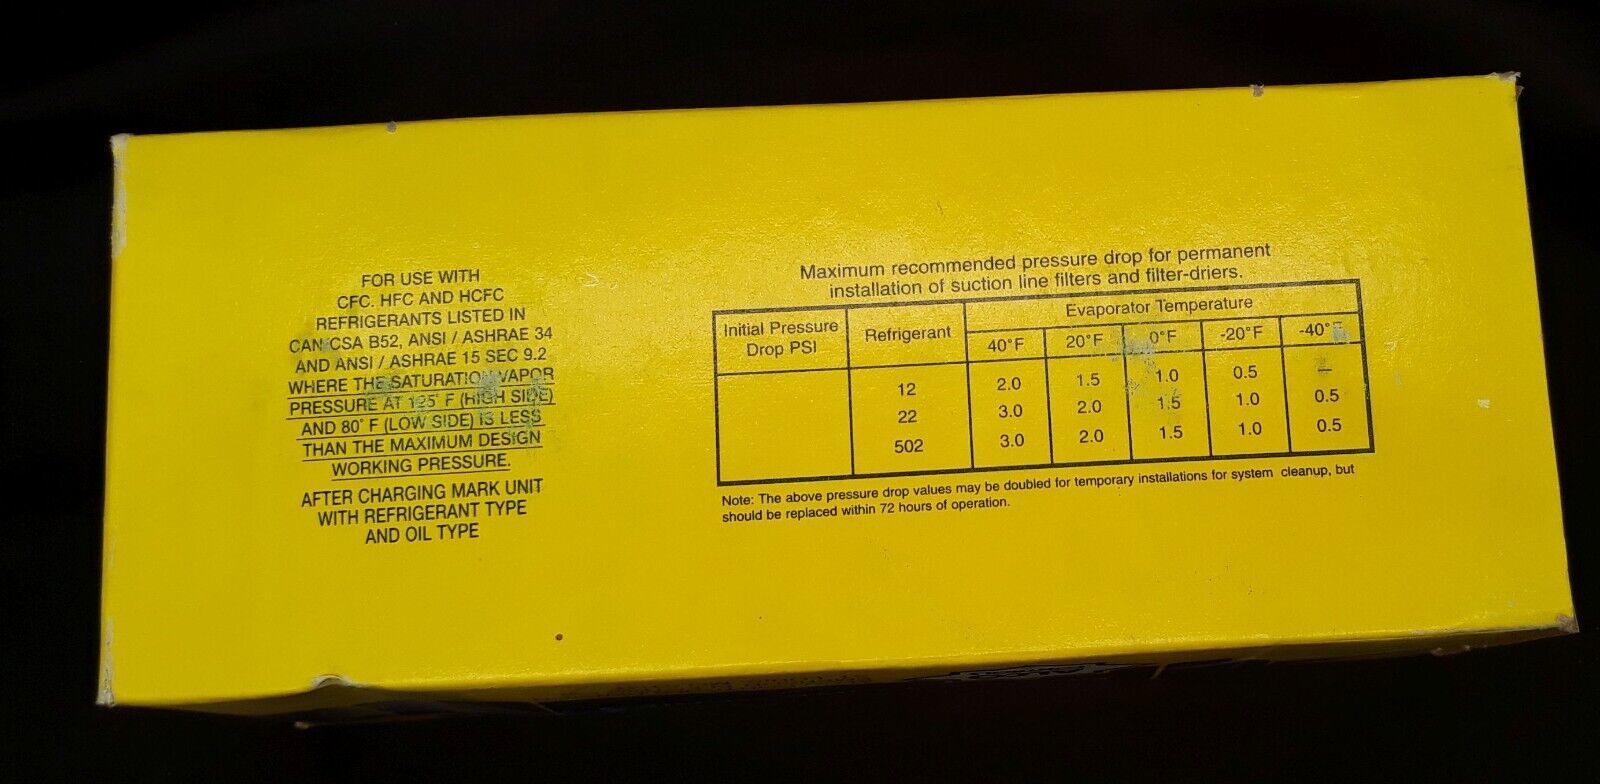 FOR USE WITH
CFC. HFC AND HCFC
REFRIGERANTS LISTED IN
CAN/CSA B52, ANSI / ASHRAE 34
AND ANSI / ASHRAE 15 SEC 9.2
WHERE THE SATURATION VAPOR
PRESSURE AT 125° F (HIGH SIDE)
AND 80° F (LOW SIDE) IS LESS
THAN THE MAXIMUM DESIGN
WORKING PRESSURE.
AFTER CHARGING MARK UNIT
WITH REFRIGERANT TYPE
AND OIL TYPE
Maximum recommended pressure drop for permanent
installation of suction line filters and filter-driers.
Initial Pressure
Drop PSI
Refrigerant
Evaporator Temperature
40°F 20°F 0°F -20°F -40°F
12 2.0 1.5 1.0 0.5 –
22 3.0 2.0 1.5 1.0 0.5
502 3.0 2.0 1.5 1.0 0.5
Note: The above pressure drop values may be doubled for temporary installations for system cleanup, but
should be replaced within 72 hours of operation.